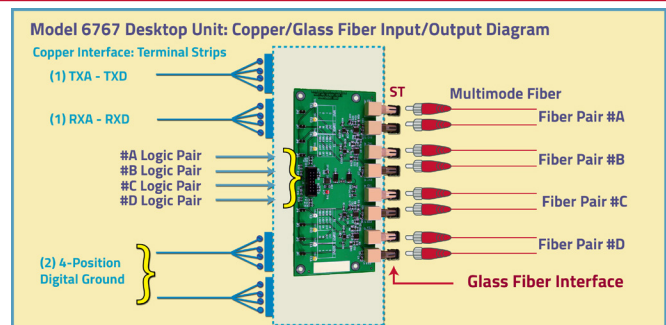 Model 6767 Desktop Unit: Copper/Glass Fiber Input/Output Diagram
Copper Interface: Terminal Strips
(1) TXA - TXD
(1) RXA - RXD
#A Logic Pair
#B Logic Pair
#C Logic Pair
#D Logic Pair
(2) 4-Position
Digital Ground
ST
Multimode Fiber
Fiber Pair #A
Fiber Pair #B
Fiber Pair #C
Fiber Pair #D
Glass Fiber Interface